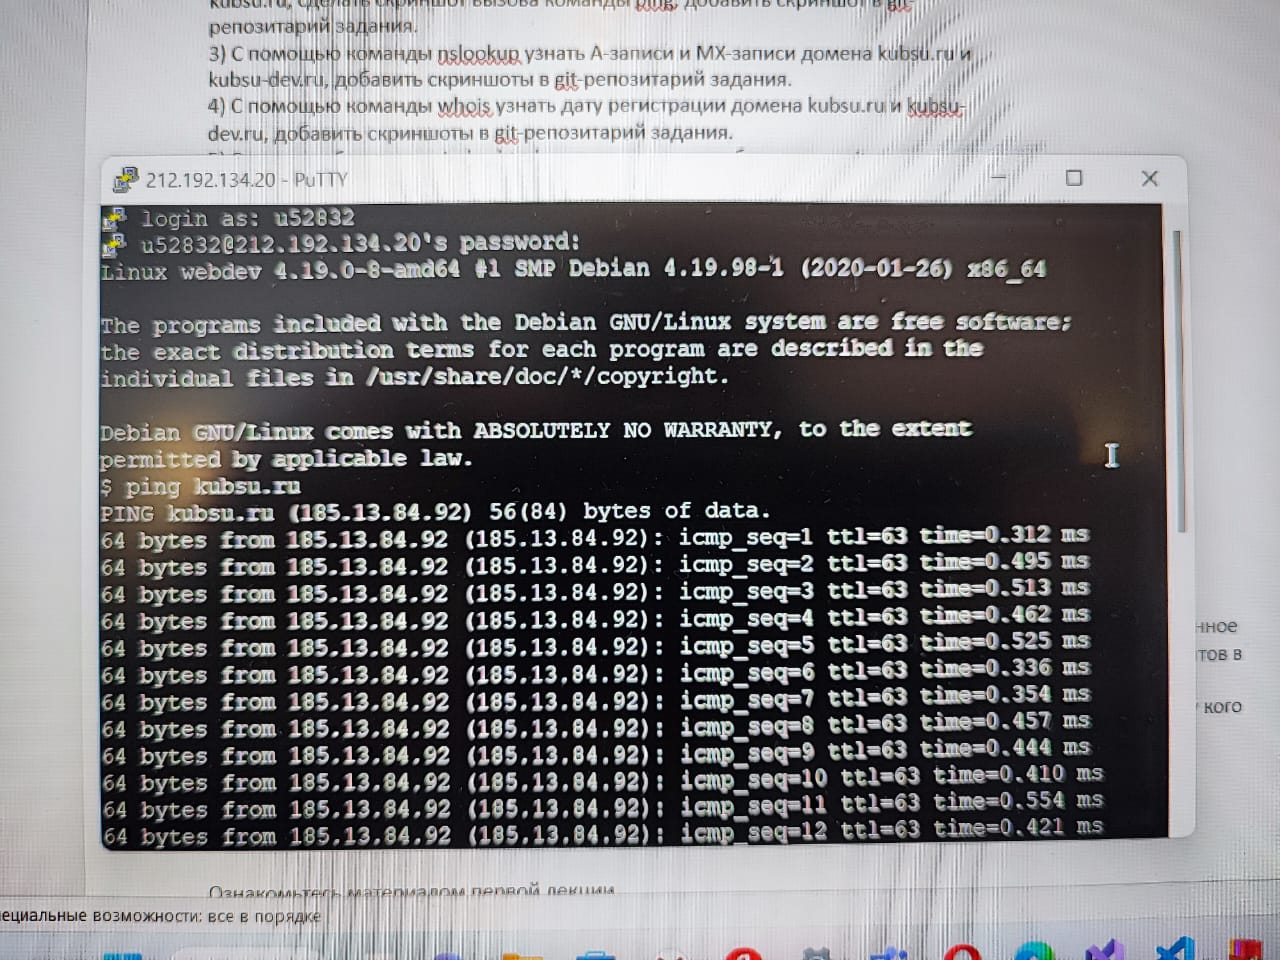 kubsu.ru, сделать скриншот вызова команды ping, добавить скриншот в git-
репозитарий задания.
3) С помощью команды nslookup узнать A-записи и MX-записи домена kubsu.ru и
kubsu-dev.ru, добавить скриншоты в git-репозитарий задания.
4) С помощью команды whois узнать дату регистрации домена kubsu.ru и kubsu-
dev.ru, добавить скриншоты в git-репозитарий задания.
212.192.134.20 - PuTTY
login as: u52832
u52832@212.192.134.20's password:
Linux webdev 4.19.0-8-amd64 #1 SMP Debian 4.19.98-1 (2020-01-26) x86_64
The programs included with the Debian GNU/Linux system are free software;
the exact distribution terms for each program are described in the
individual files in /usr/share/doc/*/copyright.
Debian GNU/Linux comes with ABSOLUTELY NO WARRANTY, to the extent
permitted by applicable law.
$ ping kubsu.ru
PING kubsu.ru (185.13.84.92) 56(84) bytes of data.
64 bytes from 185.13.84.92 (185.13.84.92): icmp_seq=1 ttl=63 time=0.312 ms
64 bytes from 185.13.84.92 (185.13.84.92): icmp_seq=2 ttl=63 time=0.495 ms
64 bytes from 185.13.84.92 (185.13.84.92): icmp_seq=3 ttl=63 time=0.513 ms
64 bytes from 185.13.84.92 (185.13.84.92): icmp_seq=4 ttl=63 time=0.462 ms
64 bytes from 185.13.84.92 (185.13.84.92): icmp_seq=5 ttl=63 time=0.525 ms
64 bytes from 185.13.84.92 (185.13.84.92): icmp_seq=6 ttl=63 time=0.336 ms
64 bytes from 185.13.84.92 (185.13.84.92): icmp_seq=7 ttl=63 time=0.354 ms
64 bytes from 185.13.84.92 (185.13.84.92): icmp_seq=8 ttl=63 time=0.457 ms
64 bytes from 185.13.84.92 (185.13.84.92): icmp_seq=9 ttl=63 time=0.444 ms
64 bytes from 185.13.84.92 (185.13.84.92): icmp_seq=10 ttl=63 time=0.410 ms
64 bytes from 185.13.84.92 (185.13.84.92): icmp_seq=11 ttl=63 time=0.554 ms
64 bytes from 185.13.84.92 (185.13.84.92): icmp_seq=12 ttl=63 time=0.421 ms
нное
тов в
кого
Ознакомьтесь материалом первой лекции
пециальные возможности: все в порядке